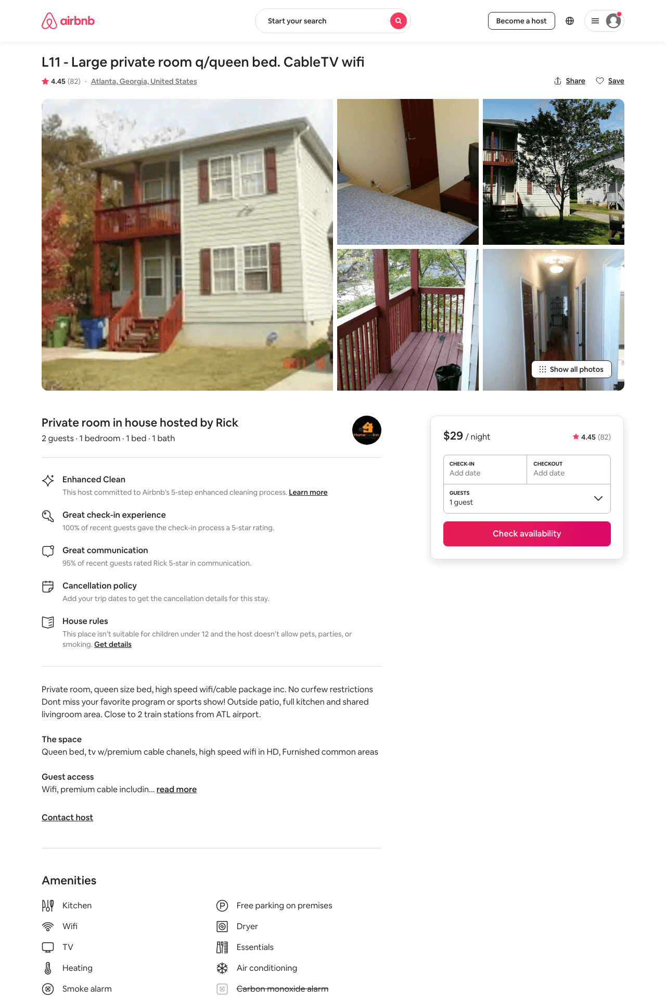 airbnb
Start your search
Become a host
L11 - Large private room q/queen bed. CableTV wifi
4.45 (82) · Atlanta, Georgia, United States
Share
Save
Show all photos
Private room in house hosted by Rick
2 guests · 1 bedroom · 1 bed · 1 bath
HomeKeyInn
$29 / night
4.45 (82)
CHECK-IN
Add date
CHECKOUT
Add date
GUESTS
1 guest
Check availability
Enhanced Clean
This host committed to Airbnb's 5-step enhanced cleaning process. Learn more
Great check-in experience
100% of recent guests gave the check-in process a 5-star rating.
Great communication
95% of recent guests rated Rick 5-star in communication.
Cancellation policy
Add your trip dates to get the cancellation details for this stay.
House rules
This place isn't suitable for children under 12 and the host doesn't allow pets, parties, or
smoking. Get details
Private room, queen size bed, high speed wifi/cable package inc. No curfew restrictions
Dont miss your favorite program or sports show! Outside patio, full kitchen and shared
livingroom area. Close to 2 train stations from ATL airport.
The space
Queen bed, tv w/premium cable chanels, high speed wifi in HD, Furnished common areas
Guest access
Wifi, premium cable includin... read more
Contact host
Amenities
Kitchen
Free parking on premises
Wifi
Dryer
TV
Essentials
Heating
Air conditioning
Smoke alarm
Carbon monoxide alarm